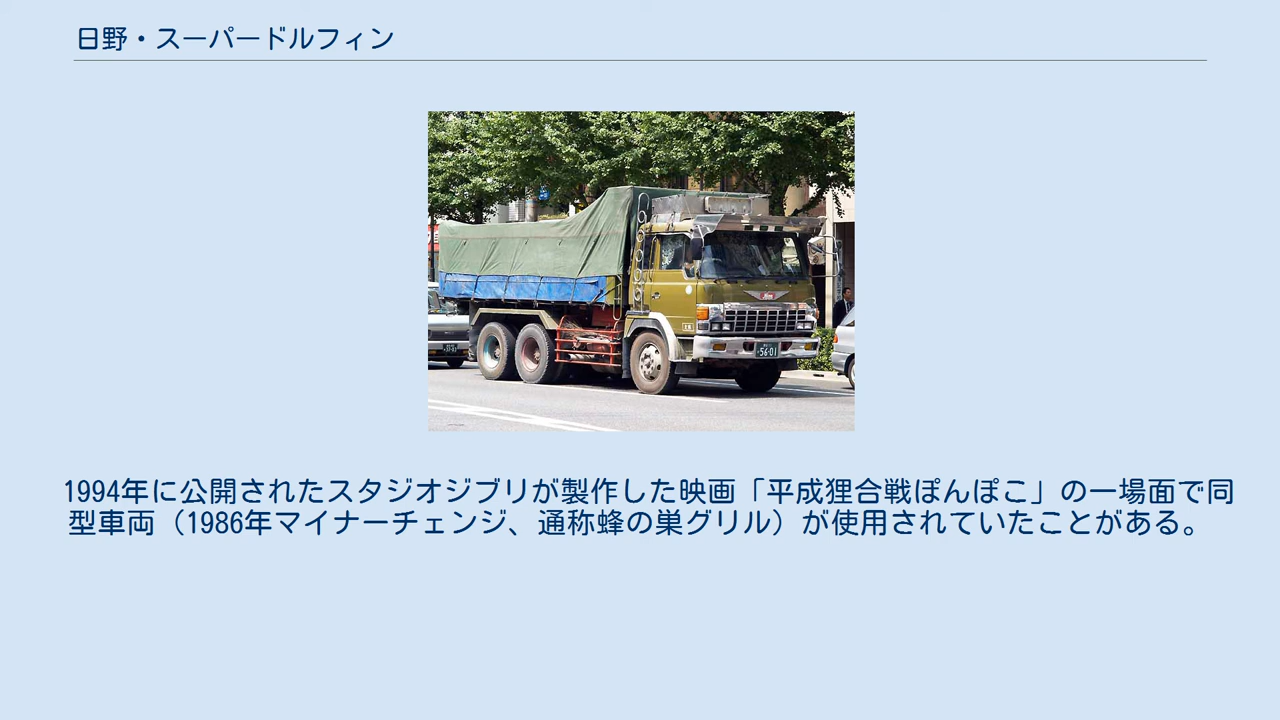 日野・スーパードルフィン
56-01
1994年に公開されたスタジオジブリが製作した映画「平成狸合戦ぽんぽこ」の一場面で同
型車両（1986年マイナーチェンジ、通称蜂の巣グリル）が使用されていたことがある。